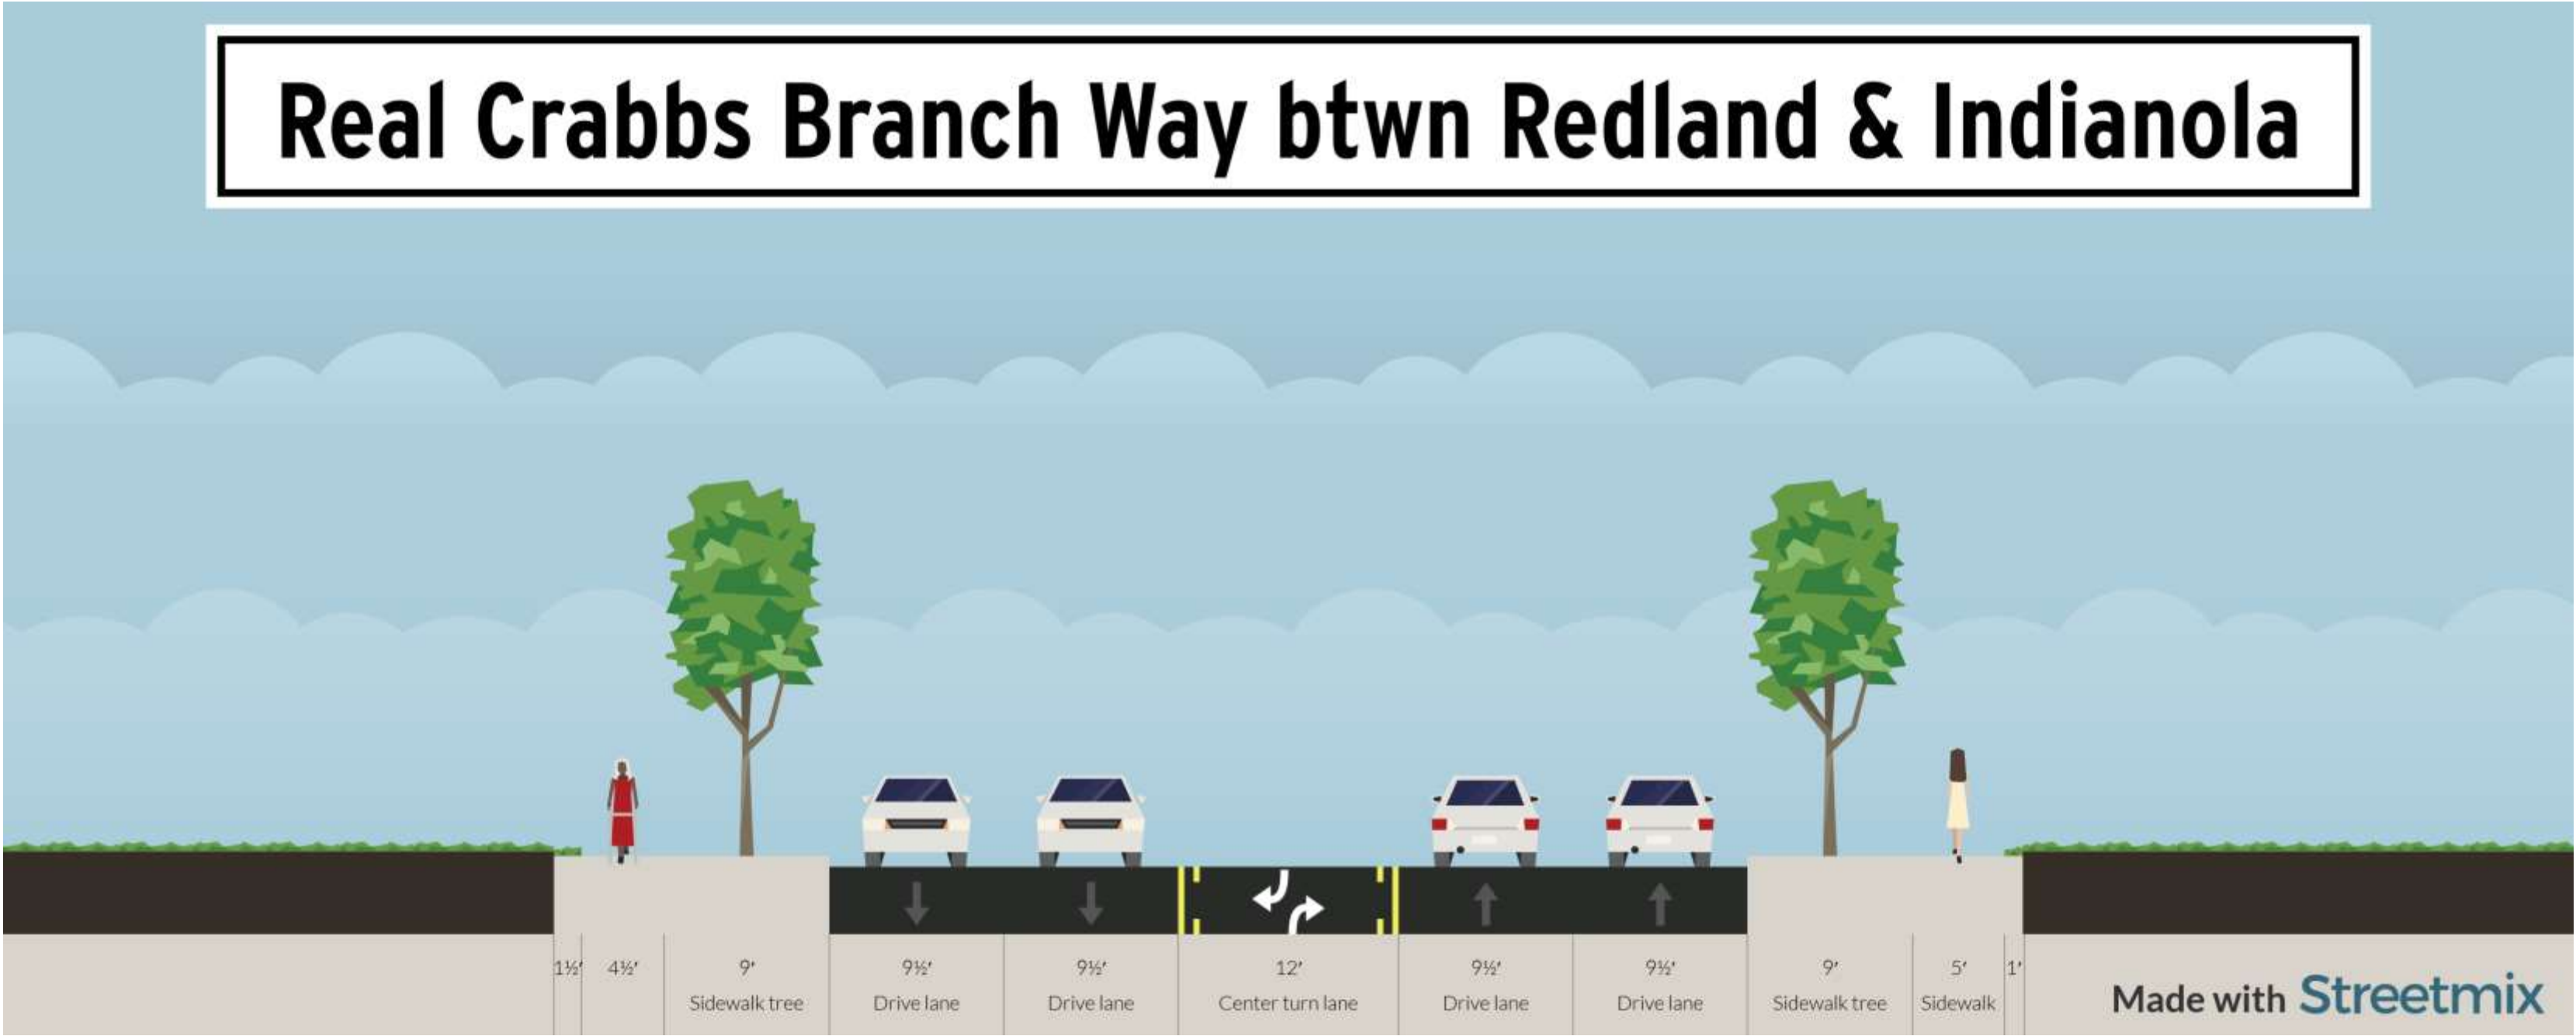 Real Crabbs Branch Way btwn Redland & Indianola
1½' 4½' 9' 9½' 9½' 12' 9½' 9½' 9' 5' 1'
Sidewalk tree Drive lane Drive lane Center turn lane Drive lane Drive lane Sidewalk tree Sidewalk
Made with Streetmix